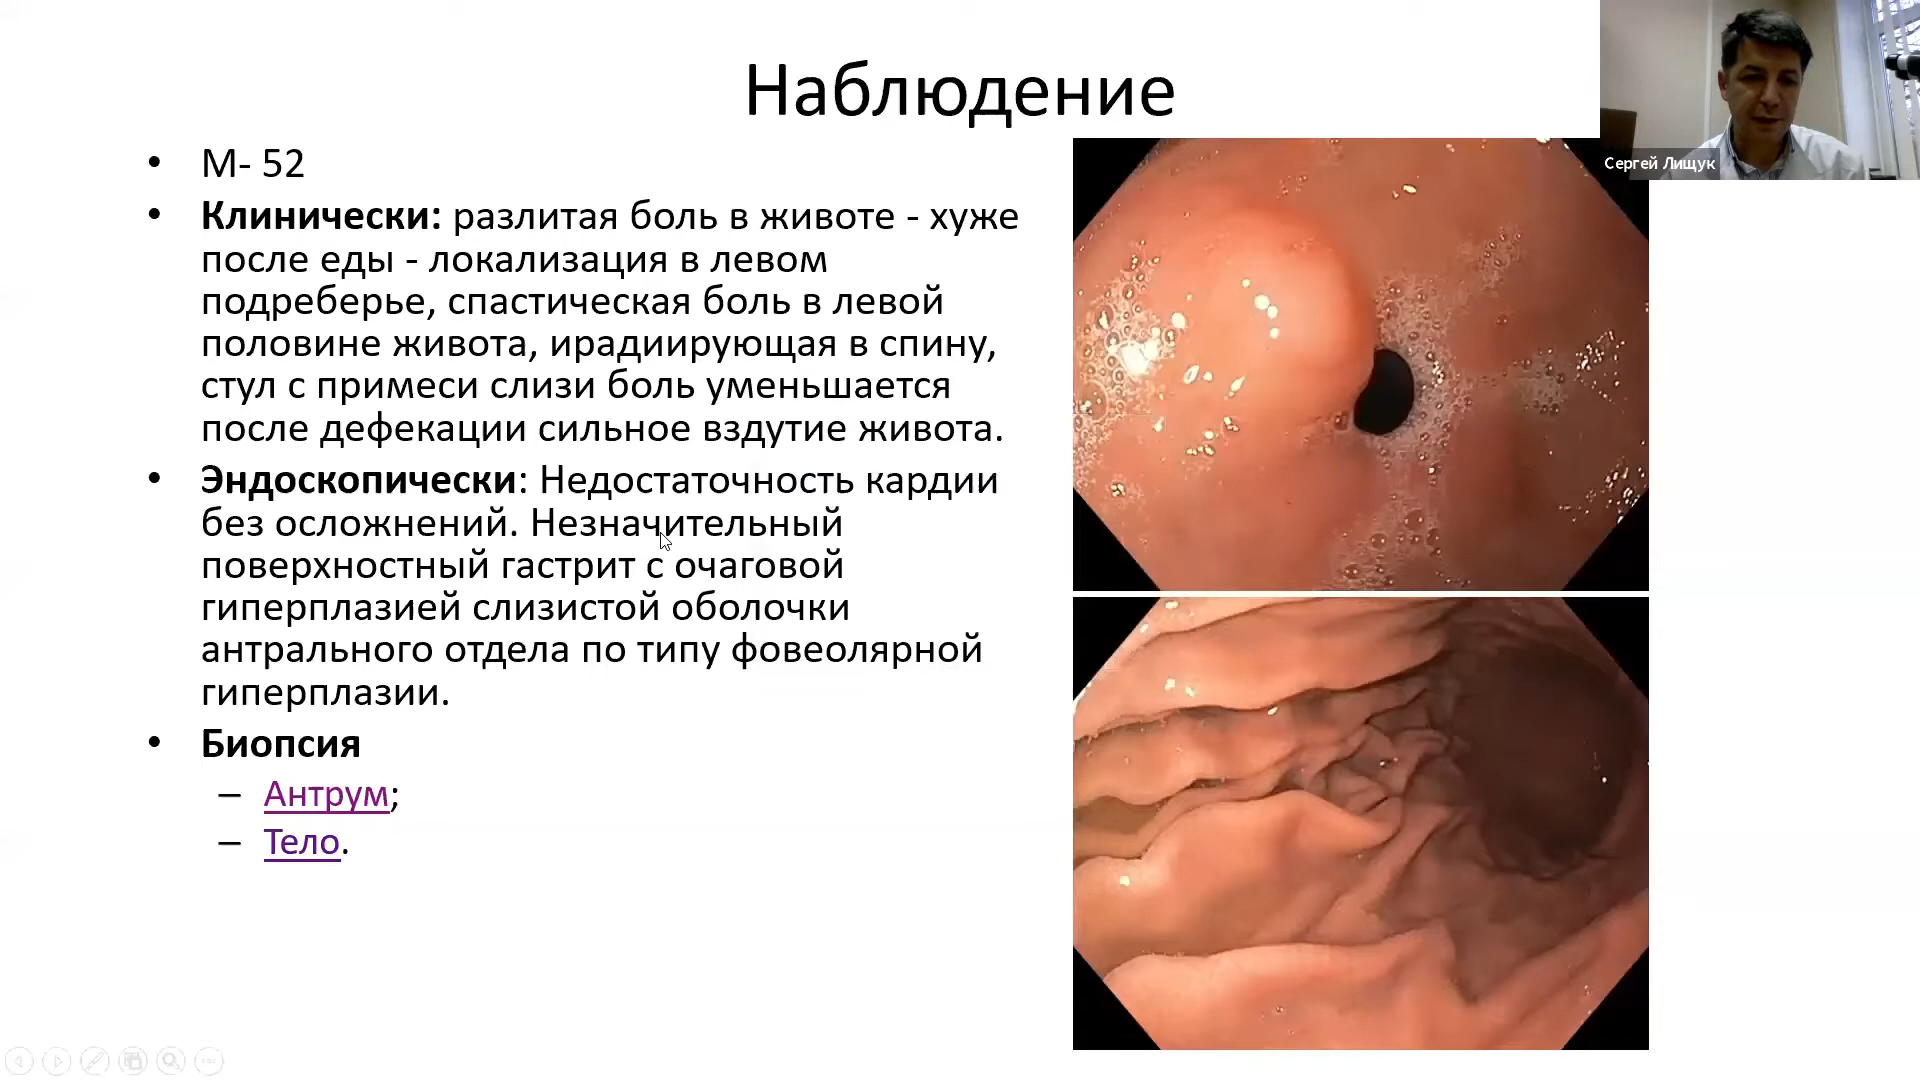 Наблюдение
Сергей Лищук
• М- 52
• Клинически: разлитая боль в животе - хуже
после еды - локализация в левом
подреберье, спастическая боль в левой
половине живота, ирадиирующая в спину,
стул с примеси слизи боль уменьшается
после дефекации сильное вздутие живота.
• Эндоскопически: Недостаточность кардии
без осложнений. Незначительный
поверхностный гастрит с очаговой
гиперплазией слизистой оболочки
антрального отдела по типу фовеолярной
гиперплазии.
• Биопсия
– Антрум;
– Тело.